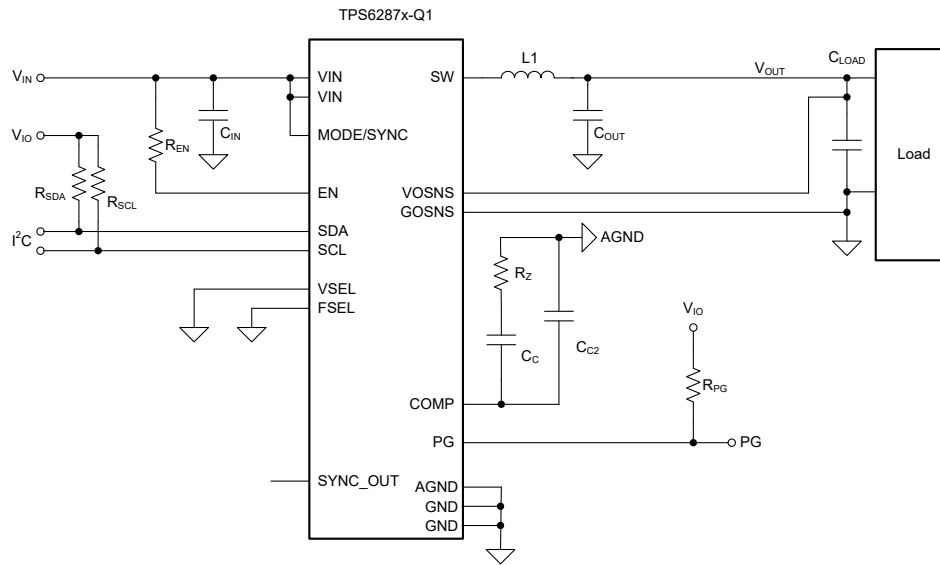 TPS6287x-Q1
VIN
VIO
I²C
REN
CIN
RSDA
RSCL
VIN
VIN
MODE/SYNC
EN
SDA
SCL
VSEL
FSEL
SYNC_OUT
SW
VOSNS
GOSNS
COMP
PG
AGND
GND
GND
L1
VOUT
COUT
CLOAD
Load
AGND
RZ
CC
CC2
VIO
RPG
PG